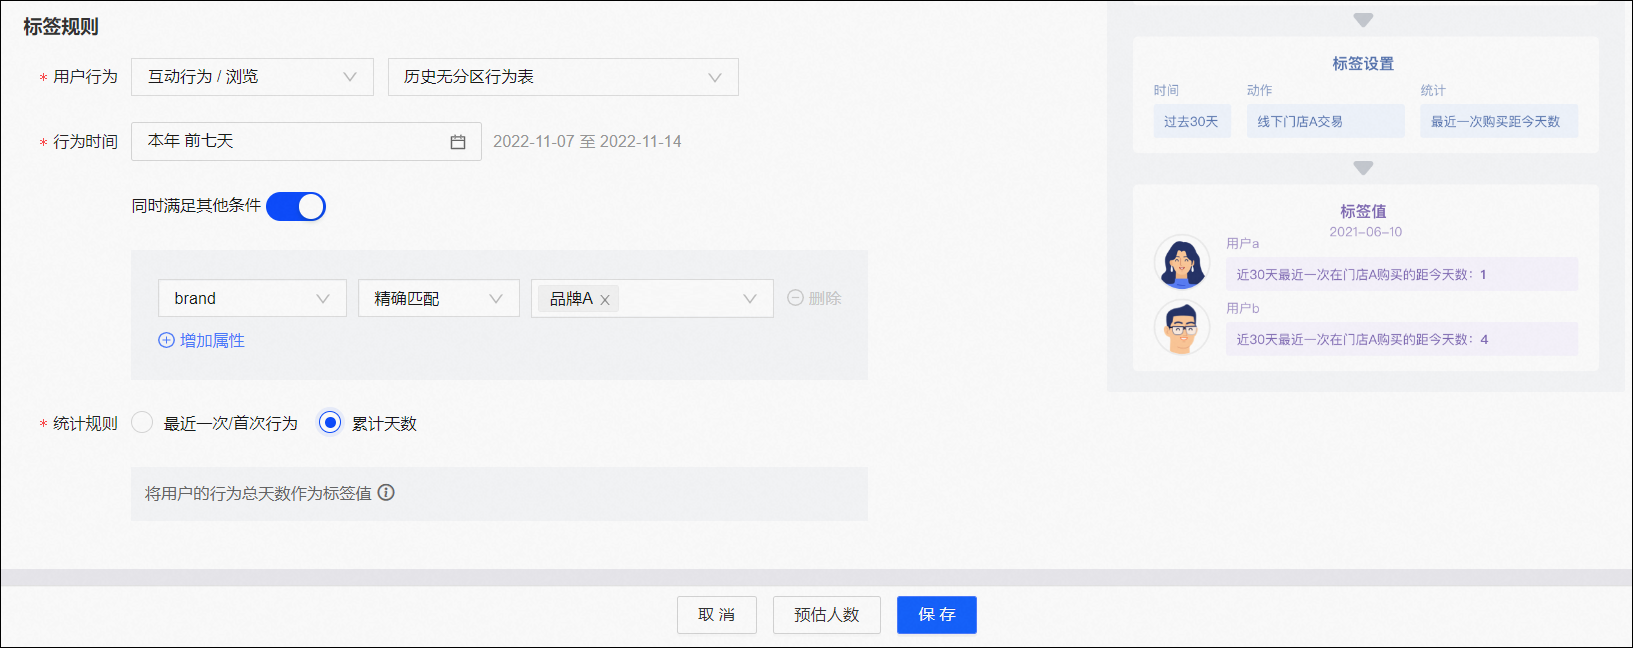 标签规则
* 用户行为 互动行为 / 浏览 历史无分区行为表
* 行为时间 本年 前七天 2022-11-07 至 2022-11-14
同时满足其他条件
brand 精确匹配 品牌A x 删除
增加属性
* 统计规则 最近一次/首次行为 累计天数
将用户的行为总天数作为标签值
取 消 预估人数 保 存
标签设置
时间 动作 统计
过去30天 线下门店A交易 最近一次购买距今天数
标签值
2021-06-10
用户a
近30天最近一次在门店A购买的距今天数：1
用户b
近30天最近一次在门店A购买的距今天数：4